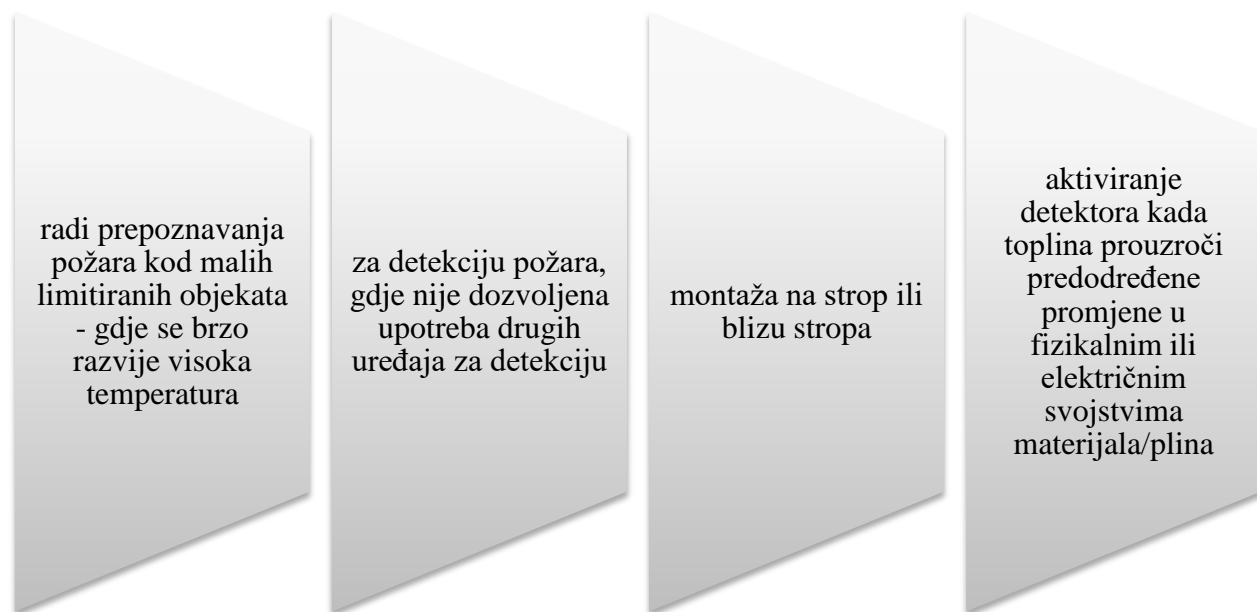 radi prepoznavanja
požara kod malih
limitiranih objekata
- gdje se brzo
razvije visoka
temperatura
za detekciju požara,
gdje nije dozvoljena
upotreba drugih
uređaja za detekciju
montaža na strop ili
blizu stropa
aktiviranje
detektora kada
toplina prouzroči
predodređene
promjene u
fizikalnim ili
električnim
svojstvima
materijala/plina